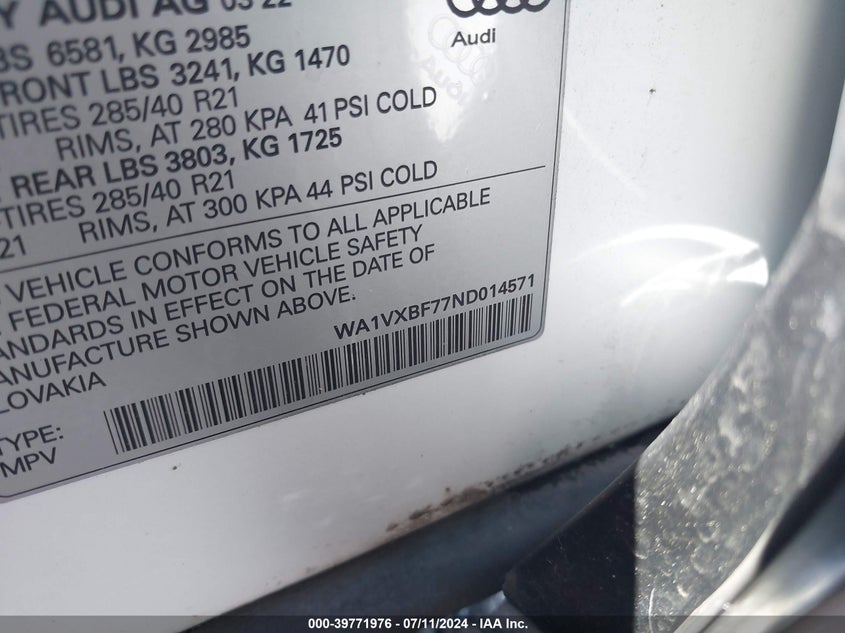 Y AUDI AG 03 22
BS 6581, KG 2985
FRONT LBS 3241, KG 1470
TIRES 285/40 R21
RIMS, AT 280 KPA 41 PSI COLD
REAR LBS 3803, KG 1725
TIRES 285/40 R21
21 RIMS, AT 300 KPA 44 PSI COLD
VEHICLE CONFORMS TO ALL APPLICABLE
FEDERAL MOTOR VEHICLE SAFETY
ANDARDS IN EFFECT ON THE DATE OF
ANUFACTURE SHOWN ABOVE.
WA1VXBF77ND014571
LOVAKIA
TYPE:
MPV
Audi
000-39771976 - 07/11/2024 - IAA Inc.